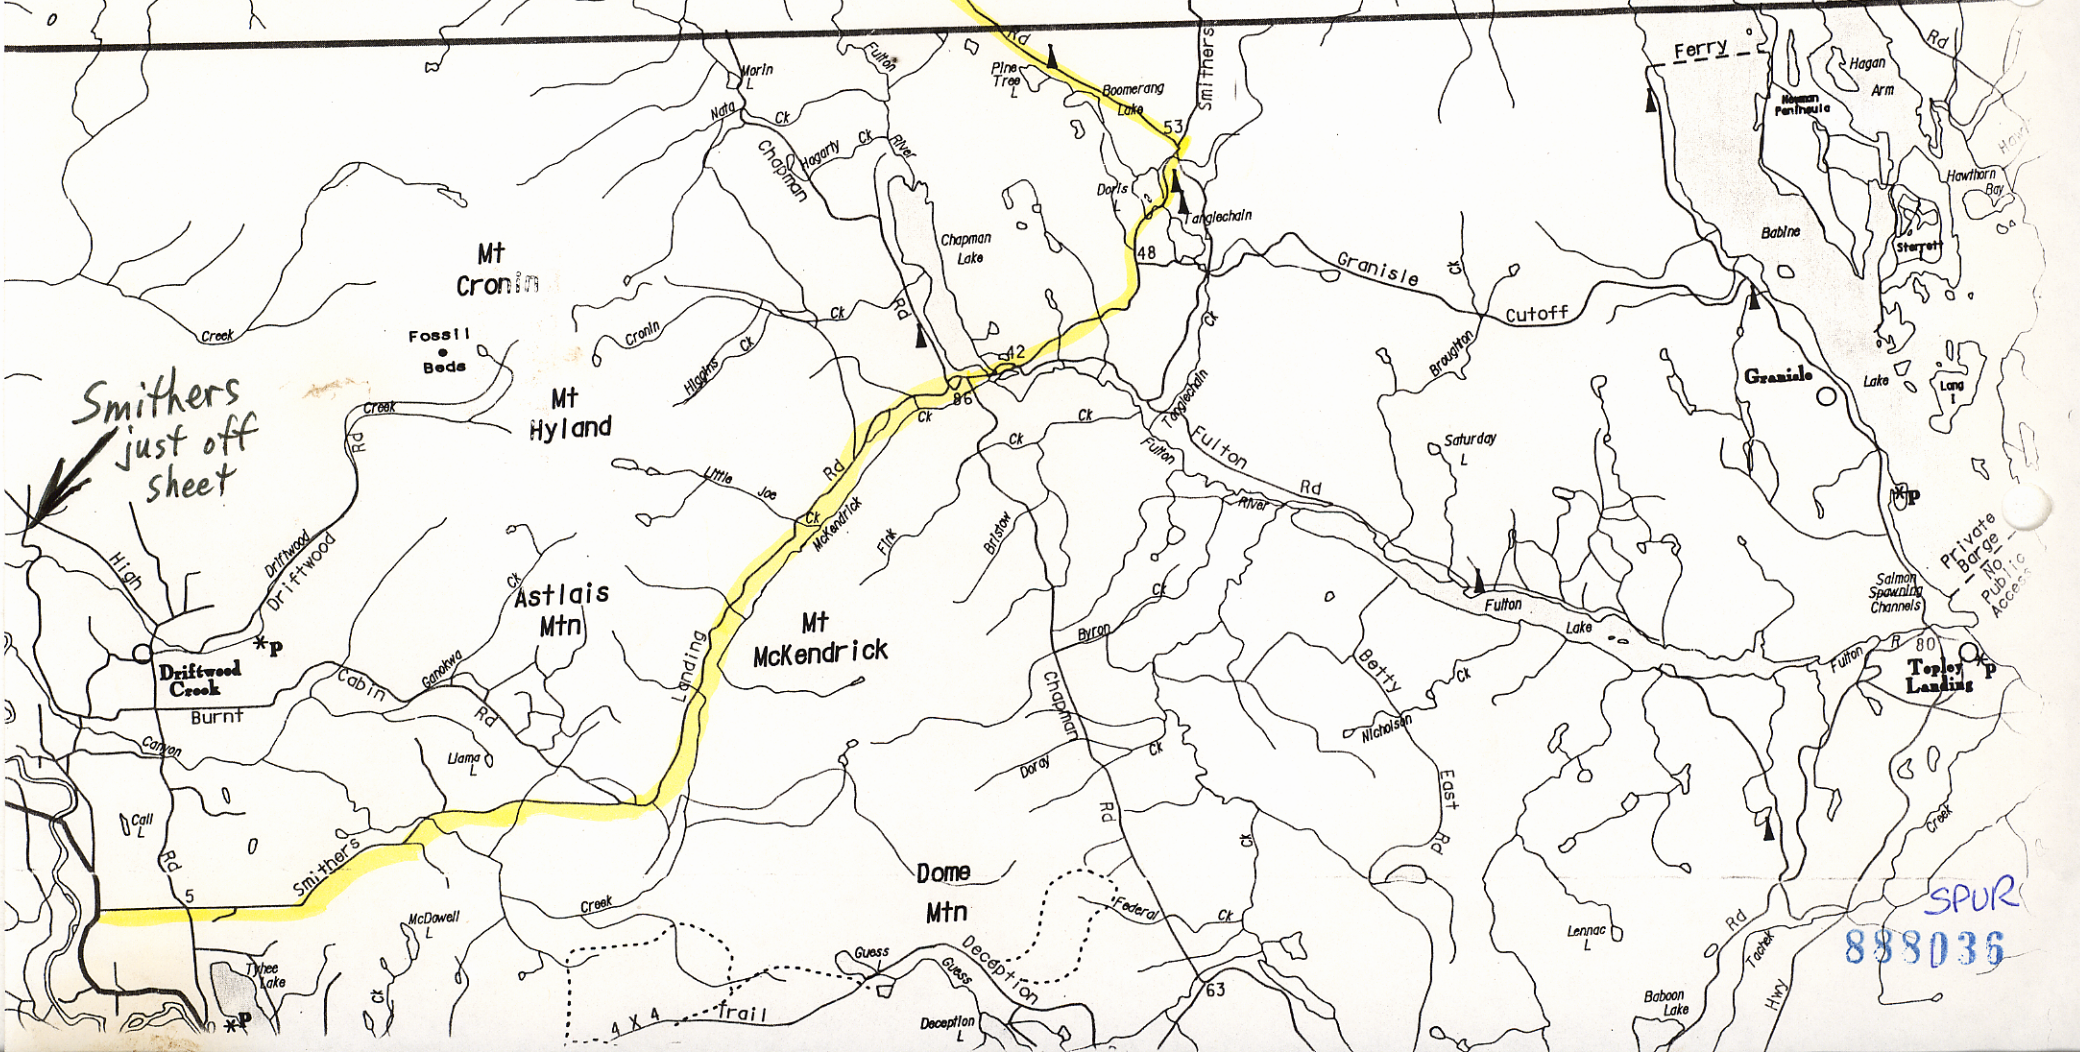 Rd
Smithers
Ferry
Rd
Hagan
Arm
Morin
L
Fulton
Pine
Tree
L
Boomerang
Lake
Newman
Peninsula
Nata
Ck
53
Chapman
Hagarty
Ck
River
Doris
L
Hawthorn
Bay
Tanglechain
L
Mt
Cronin
Chapman
Lake
48
Granisle
Ck
Babine
Sterrett
I
Creek
Cronin
Ck
Rd
Ck
Cutoff
Fossil
Beds
Higgins
Ck
42
Broughton
Granisle
Lake
Long
I
Smithers
just off
sheet
Creek
Rd
Mt
Hyland
86
Ck
Ck
Ck
Tanglechain
Fulton
Fulton
Rd
River
Saturday
L
Little
Joe
Ck
Rd
McKendrick
Fink
Bristow
P
Private
Barge
No
Public
Access
High
Driftwood
Driftwood
Ck
Astlais
Mtn
Mt
McKendrick
Landing
Ck
Byron
Fulton
Lake
Salmon
Spawning
Channels
P
Driftwood
Creek
Cabin
Ganokwa
Rd
Burnt
Canyon
Betty
Ck
Nicholson
Fulton
R
80
Topley
Landing
P
Chapman
Llama
L
Doray
Ck
East
Rd
Call
L
Rd
Rd
Ck
Creek
Smithers
5
Dome
Mtn
McDowell
L
Creek
Federal
Ck
SPUR
888036
Lennac
L
Rd
Tachek
Hwy
Tyhee
Lake
P
Ck
Guess
Guess
Deception
63
4 X 4
Trail
Deception
L
Baboon
Lake